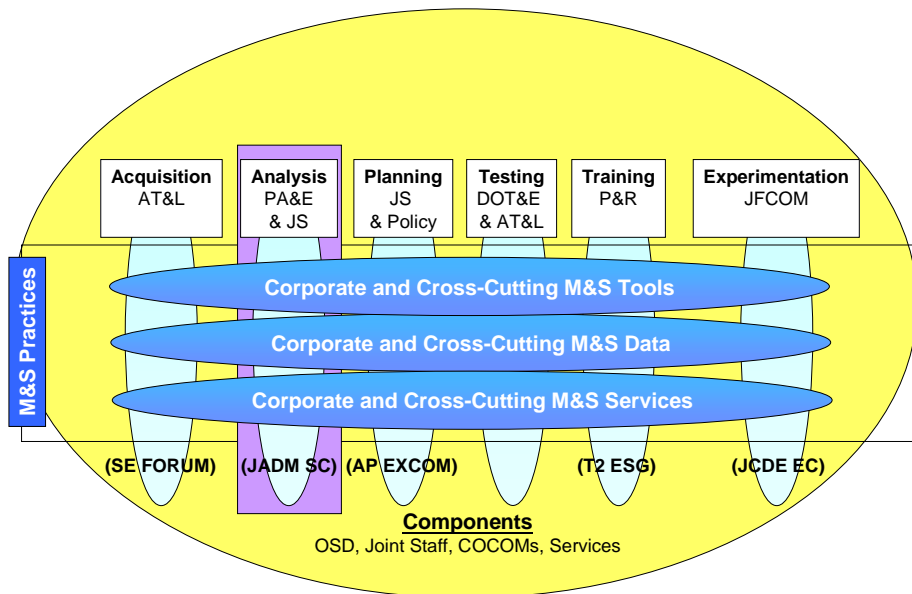 Acquisition
AT&L
Analysis
PA&E
& JS
Planning
JS
& Policy
Testing
DOT&E
& AT&L
Training
P&R
Experimentation
JFCOM
M&S Practices
Corporate and Cross-Cutting M&S Tools
Corporate and Cross-Cutting M&S Data
Corporate and Cross-Cutting M&S Services
(SE FORUM)
(JADM SC)
(AP EXCOM)
(T2 ESG)
(JCDE EC)
Components
OSD, Joint Staff, COCOMs, Services